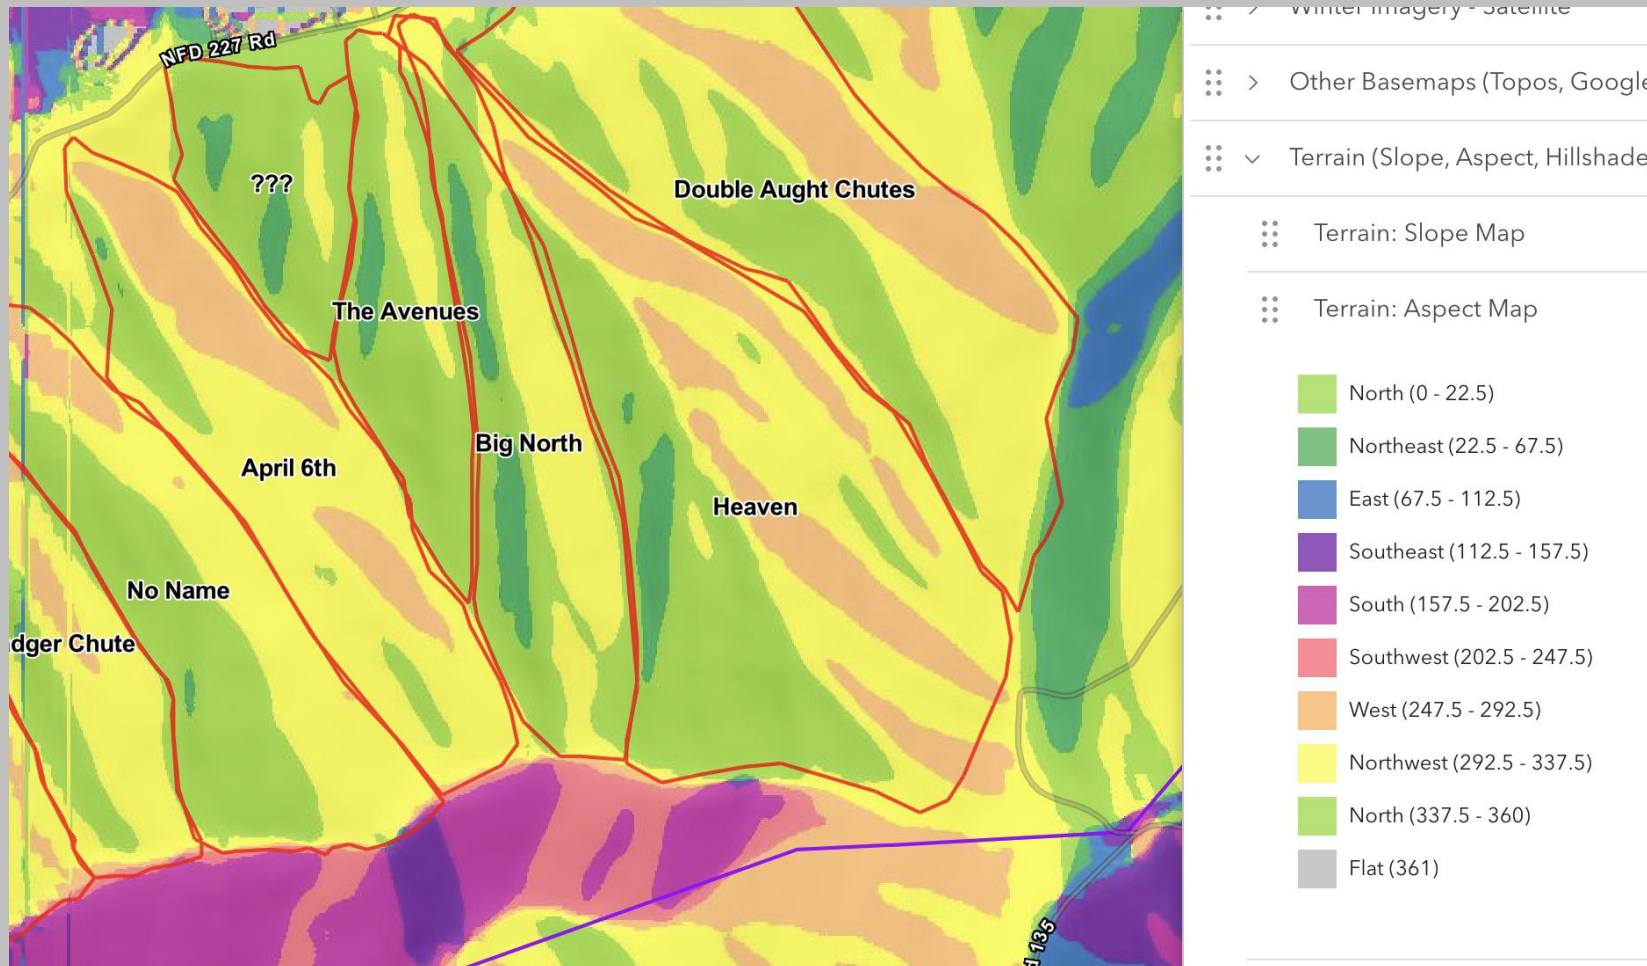 NFD 227 Rd
???
Double Aught Chutes
The Avenues
Big North
April 6th
Heaven
No Name
dger Chute
135
Winter Imagery - Satellite
Other Basemaps (Topos, Google
Terrain (Slope, Aspect, Hillshade
Terrain: Slope Map
Terrain: Aspect Map
North (0 - 22.5)
Northeast (22.5 - 67.5)
East (67.5 - 112.5)
Southeast (112.5 - 157.5)
South (157.5 - 202.5)
Southwest (202.5 - 247.5)
West (247.5 - 292.5)
Northwest (292.5 - 337.5)
North (337.5 - 360)
Flat (361)